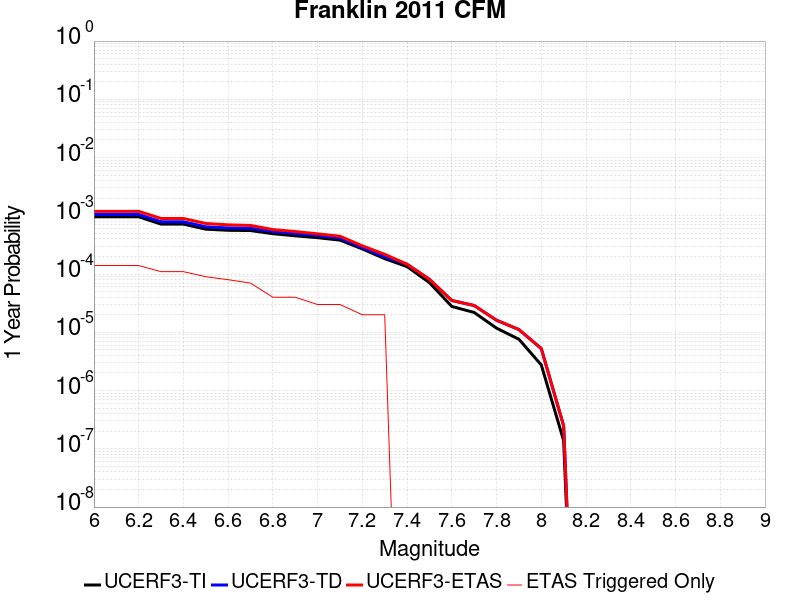 Franklin 2011 CFM
1 Year Probability
10^0
10^-1
10^-2
10^-3
10^-4
10^-5
10^-6
10^-7
10^-8
6 6.2 6.4 6.6 6.8 7 7.2 7.4 7.6 7.8 8 8.2 8.4 8.6 8.8 9
Magnitude
UCERF3-TI UCERF3-TD UCERF3-ETAS ETAS Triggered Only